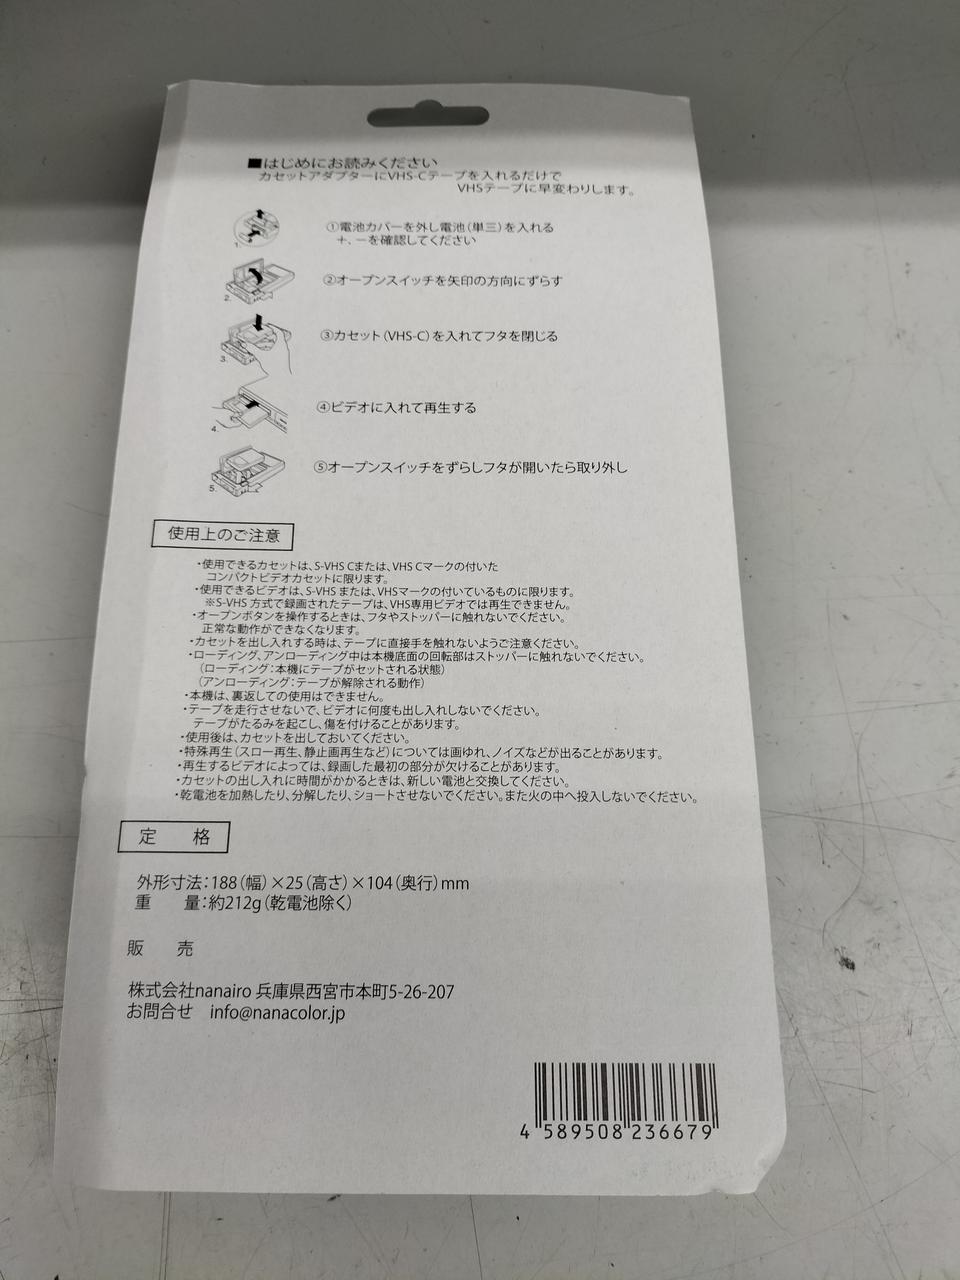 ■はじめにお読みください
カセットアダプターにVHS-Cテープを入れるだけで
VHSテープに早変わりします。
1.
①電池カバーを外し電池(単三)を入れる
+、-を確認してください
2.
②オープンスイッチを矢印の方向にずらす
3.
③カセット(VHS-C)を入れてフタを閉じる
4.
④ビデオに入れて再生する
5.
⑤オープンスイッチをずらしフタが開いたら取り外し
使用上のご注意
・使用できるカセットは、S-VHS Cまたは、VHS Cマークの付いた
コンパクトビデオカセットに限ります。
・使用できるビデオは、S-VHS または、VHSマークの付いているものに限ります。
※S-VHS 方式で録画されたテープは、VHS専用ビデオでは再生できません。
・オープンボタンを操作するときは、フタやストッパーに触れないでください。
正常な動作ができなくなります。
・カセットを出し入れする時は、テープに直接手を触れないようご注意ください。
・ローディング、アンローディング中は本機底面の回転部はストッパーに触れないでください。
(ローディング:本機にテープがセットされる状態)
(アンローディング:テープが解除される動作)
・本機は、裏返しての使用はできません。
・テープを走行させないで、ビデオに何度も出し入れしないでください。
テープがたるみを起こし、傷を付けることがあります。
・使用後は、カセットを出しておいてください。
・特殊再生(スロー再生、静止画再生など)については画ゆれ、ノイズなどが出ることがあります。
・再生するビデオによっては、録画した最初の部分が欠けることがあります。
・カセットの出し入れに時間がかかるときは、新しい電池と交換してください。
・乾電池を加熱したり、分解したり、ショートさせないでください。また火の中へ投入しないでください。
定 格
外形寸法:188(幅)×25(高さ)×104(奥行)mm
重 量:約212g(乾電池除く)
販 売
株式会社nanairo 兵庫県西宮市本町5-26-207
お問合せ info@nanacolor.jp
4 589508 236679